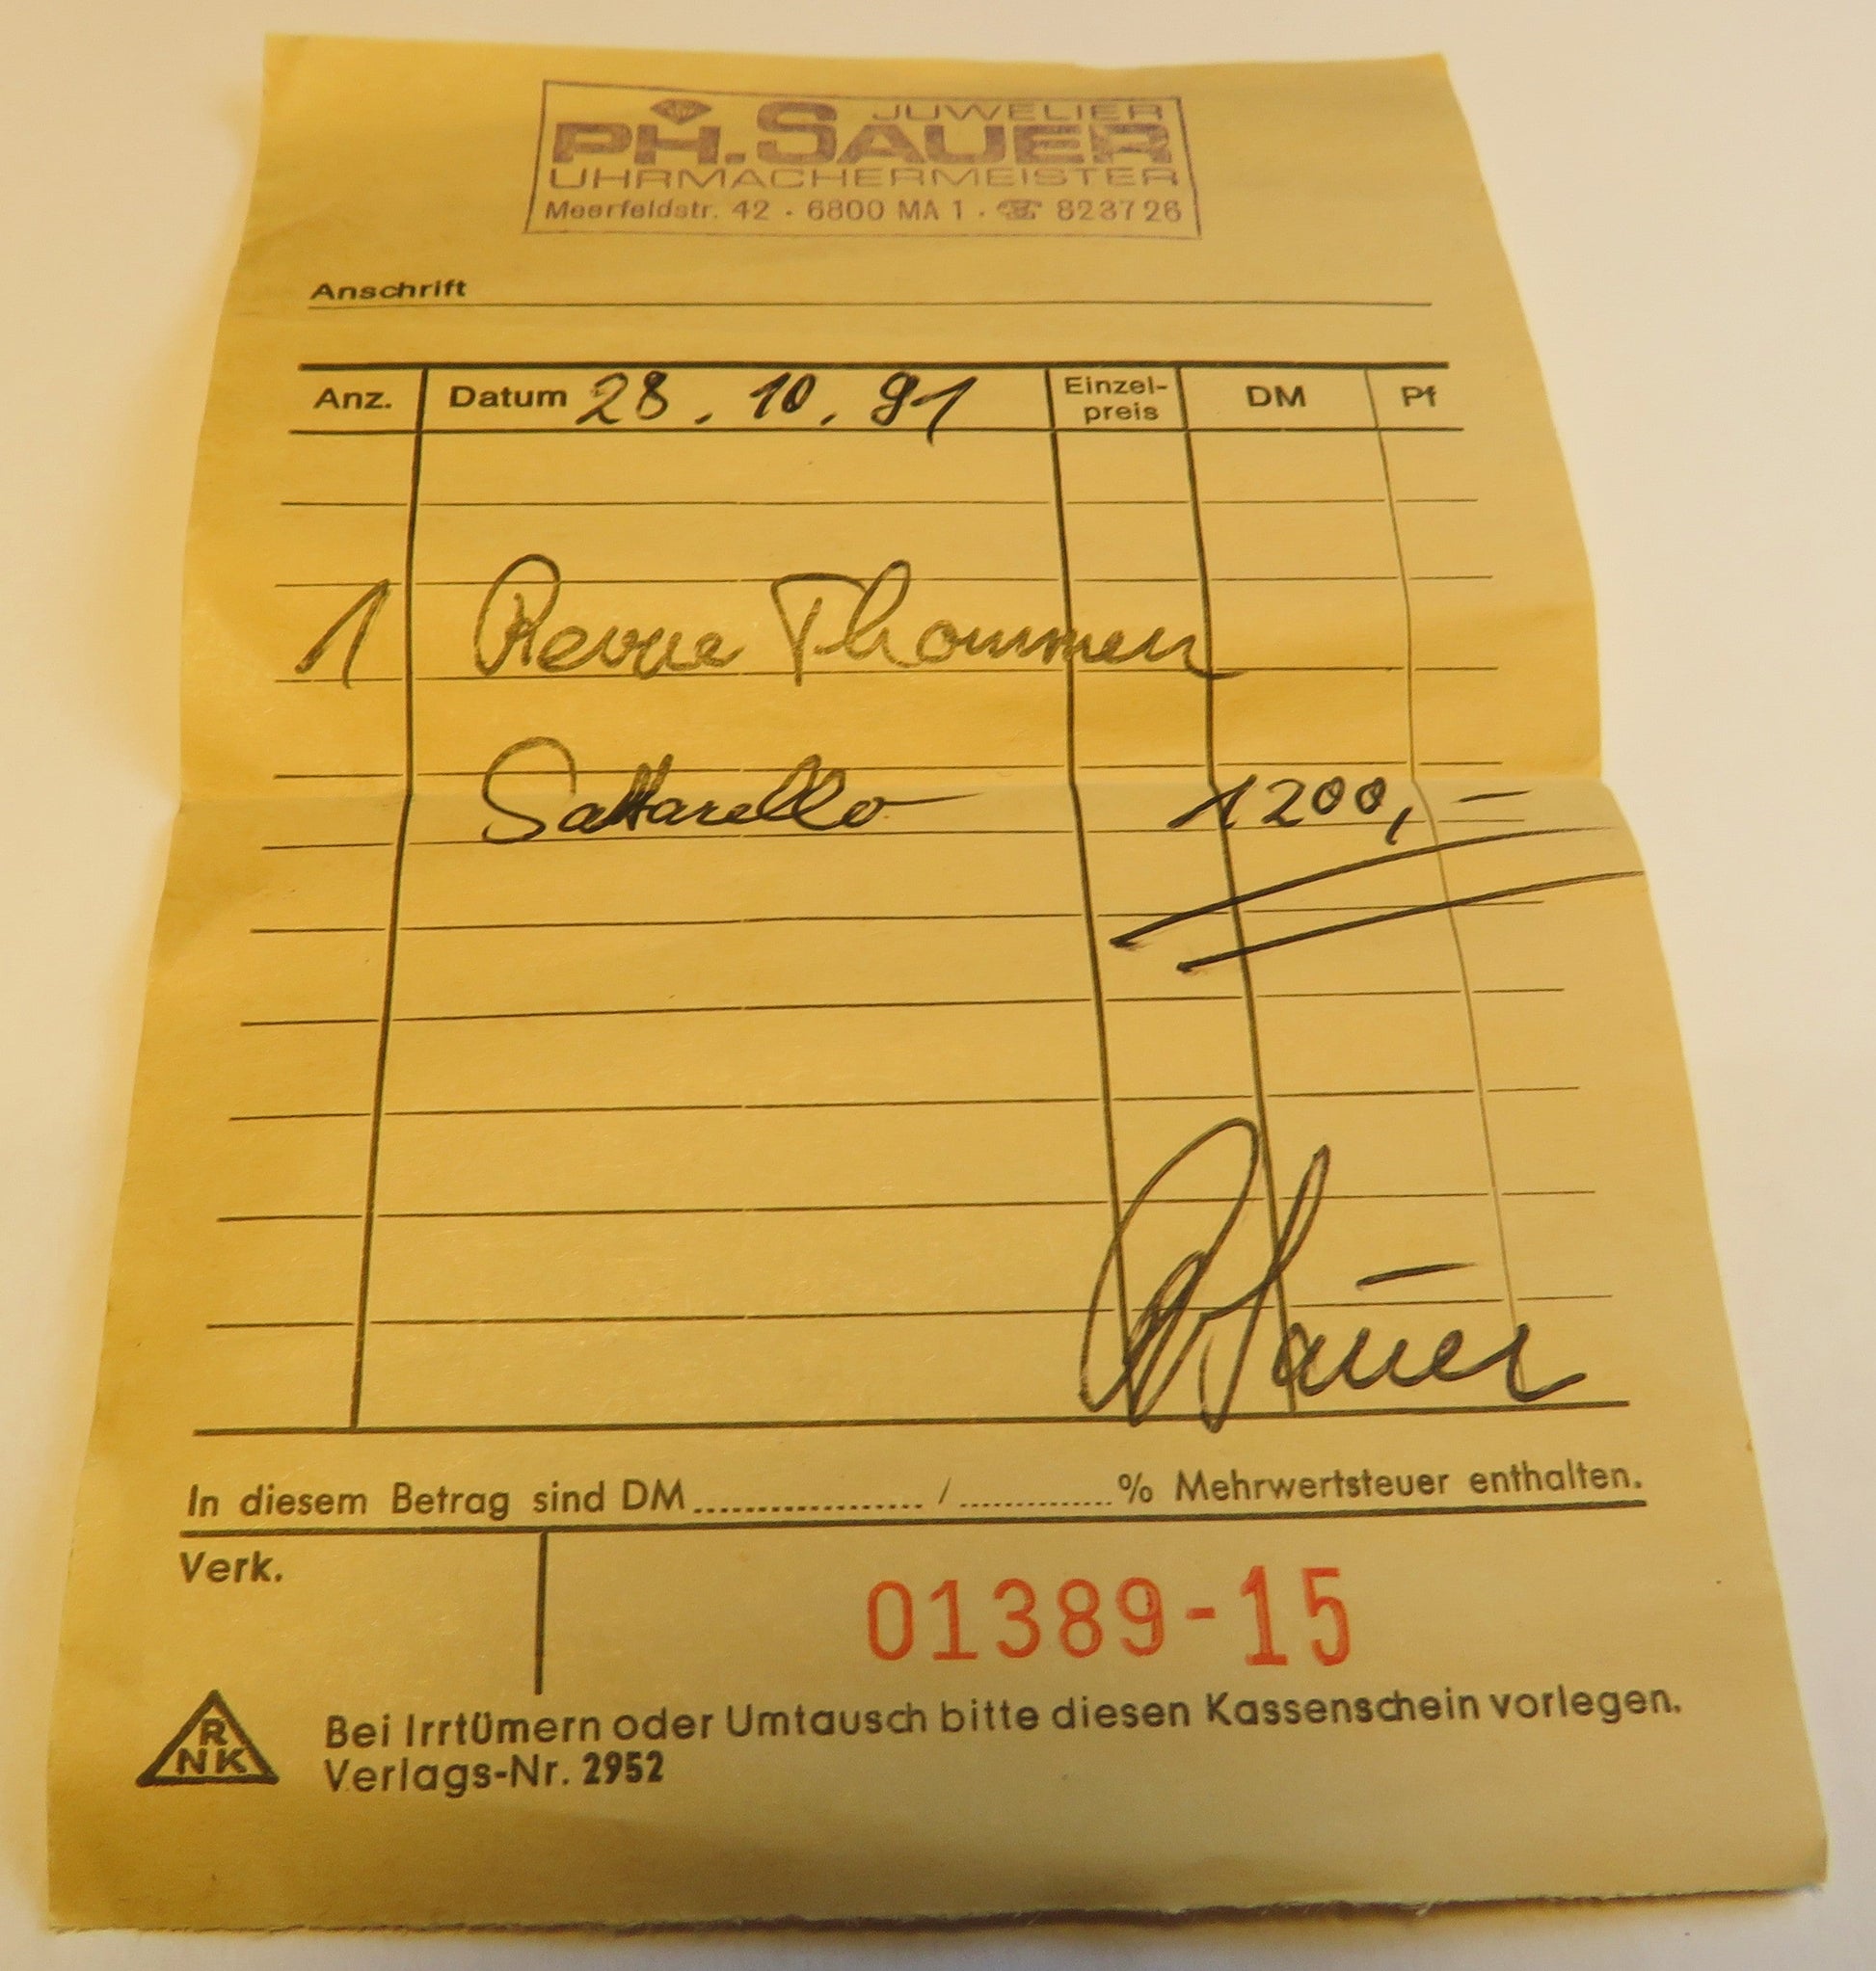 JUWELIER
PH. SAUER
UHRMACHERMEISTER
Meerfeldstr. 42 · 6800 MA 1 · ☏ 823726
Anschrift
Anz. Datum 28. 10. 91 Einzel-preis DM Pf
1 Revue Thommen
Saltarello 1200,—
Sauer
In diesem Betrag sind DM.................. / ..............% Mehrwertsteuer enthalten.
Verk.
01389-15
RNK
Bei Irrtümern oder Umtausch bitte diesen Kassenschein vorlegen.
Verlags-Nr. 2952